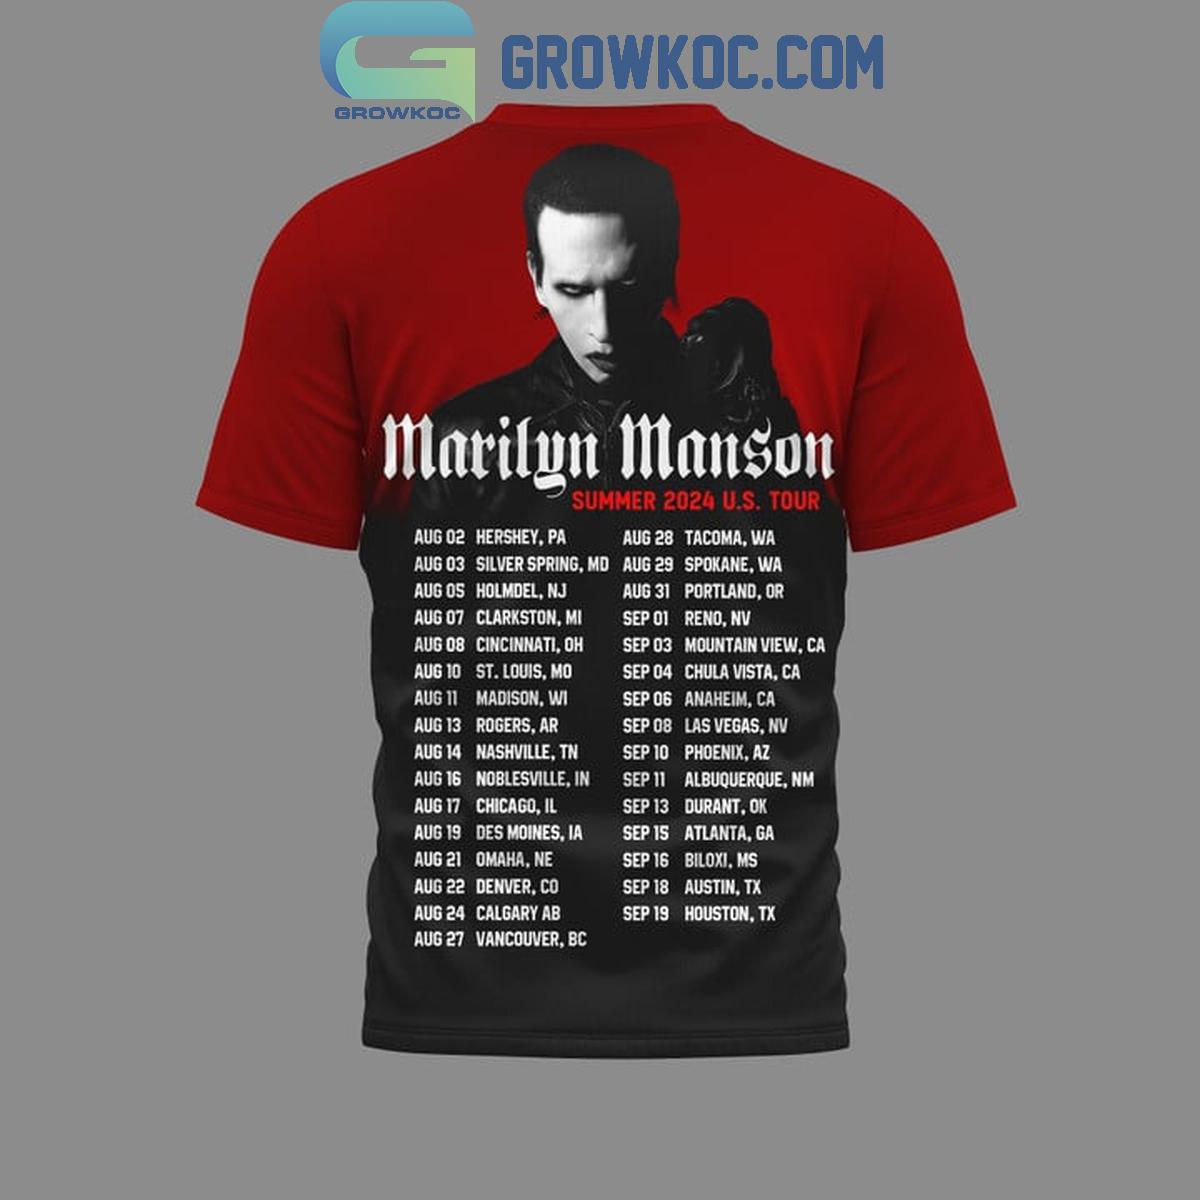 GROWKOC
GROWKOC.COM
Marilyn Manson
SUMMER 2024 U.S. TOUR
AUG 02 HERSHEY, PA
AUG 03 SILVER SPRING, MD
AUG 05 HOLMDEL, NJ
AUG 07 CLARKSTON, MI
AUG 08 CINCINNATI, OH
AUG 10 ST. LOUIS, MO
AUG 11 MADISON, WI
AUG 13 ROGERS, AR
AUG 14 NASHVILLE, TN
AUG 16 NOBLESVILLE, IN
AUG 17 CHICAGO, IL
AUG 19 DES MOINES, IA
AUG 21 OMAHA, NE
AUG 22 DENVER, CO
AUG 24 CALGARY AB
AUG 27 VANCOUVER, BC
AUG 28 TACOMA, WA
AUG 29 SPOKANE, WA
AUG 31 PORTLAND, OR
SEP 01 RENO, NV
SEP 03 MOUNTAIN VIEW, CA
SEP 04 CHULA VISTA, CA
SEP 06 ANAHEIM, CA
SEP 08 LAS VEGAS, NV
SEP 10 PHOENIX, AZ
SEP 11 ALBUQUERQUE, NM
SEP 13 DURANT, OK
SEP 15 ATLANTA, GA
SEP 16 BILOXI, MS
SEP 18 AUSTIN, TX
SEP 19 HOUSTON, TX